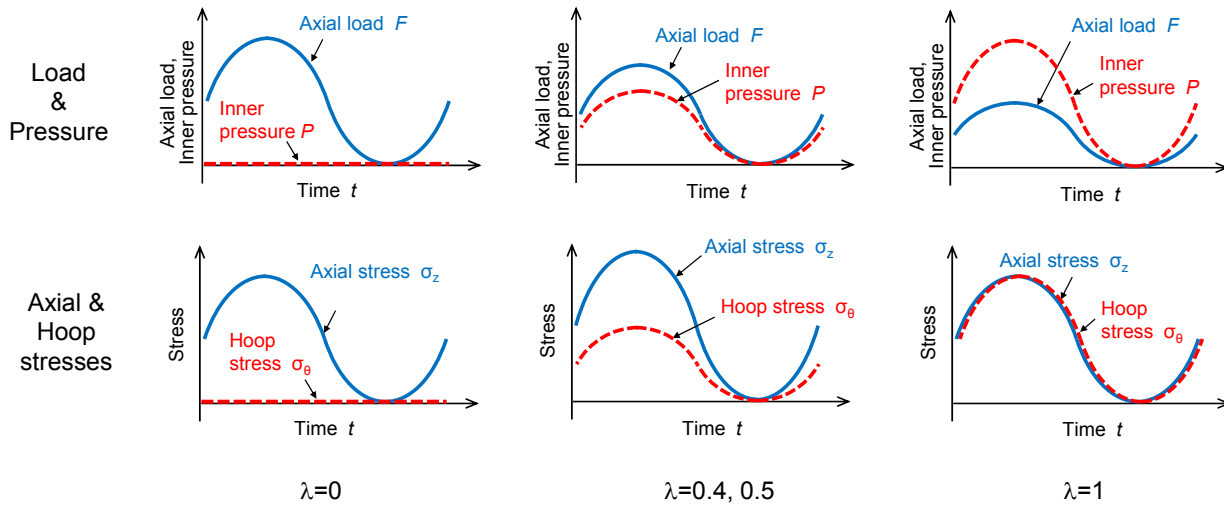 Load
&
Pressure
Axial load,
Inner pressure
Axial load F
Inner
pressure P
Time t
Axial load,
Inner pressure
Axial load F
Inner
pressure P
Time t
Axial load,
Inner pressure
Axial load F
Inner
pressure P
Time t
Axial &
Hoop
stresses
Stress
Axial stress σz
Hoop
stress σθ
Time t
Stress
Axial stress σz
Hoop stress σθ
Time t
Stress
Axial stress σz
Hoop
stress σθ
Time t
λ=0
λ=0.4, 0.5
λ=1